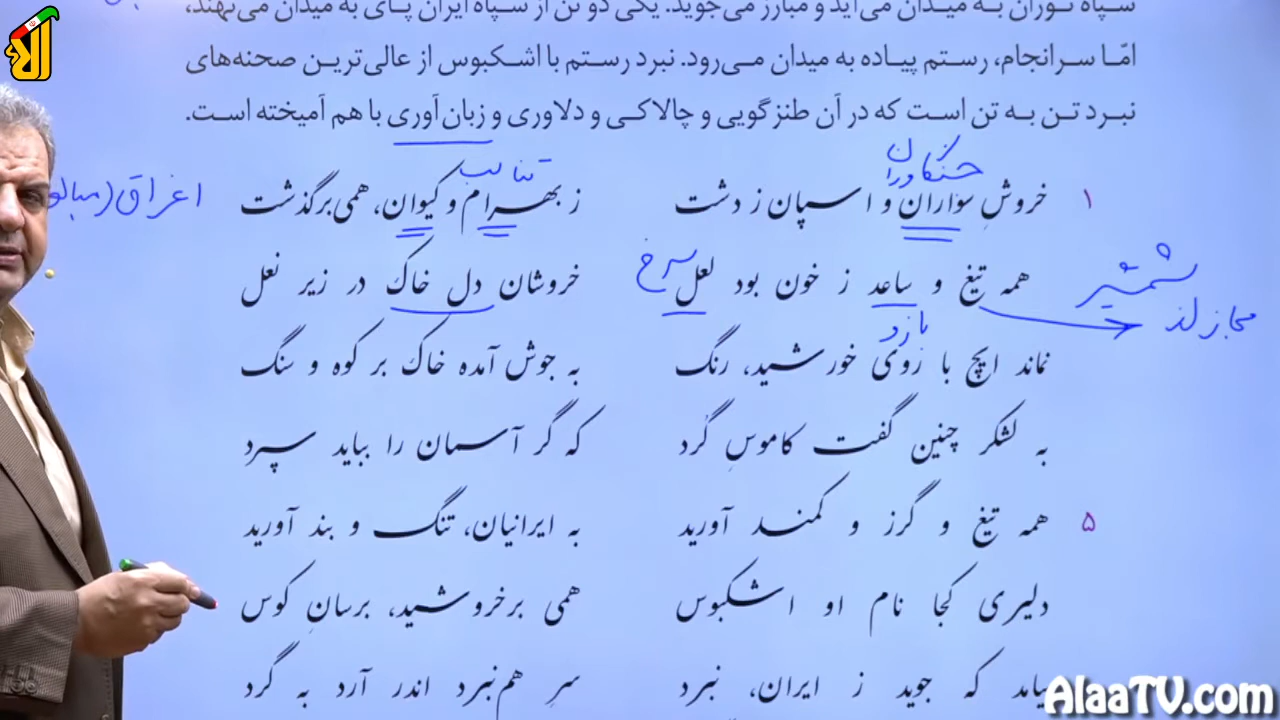 سپاه توران به میدان می‌آید و مبارز می‌جوید. یکی دو تن از سپاه ایران پای به میدان می‌نهند،
امّا سرانجام، رستم پیاده به میدان می‌رود. نبرد رستم با اشکبوس از عالی‌ترین صحنه‌های
نبرد تن به تن است که در آن طنزگویی و چالاکی و دلاوری و زبان‌آوری با هم آمیخته است.
جنگاوران
تناسب
۱ خروشِ سوٗاران و اسپان ز دشت ز بهرام و کیوان، همی برگذشت
اغراق (مبالغه
سرخ
همه تیغ و ساعد ز خون بود لعل خروشان دل خاک در زیر نعل
شمشیر
مجاز از
بازو
نماند ایچ با روی خورشید، رنگ به جوش آمده خاک بر کوه و سنگ
به لشکر چنین گفت کاموسِ گُرد که گر آسمان را بباید سپرد
۵ همه تیغ و گرز و کمند آورید به ایرانیان، تنگ و بند آورید
دلیری کجا نام او اشکبوس همی برخروشید، برسانِ کوس
بیامد که جوید ز ایران، نبرد سرِ هم‌نبرد اندر آرد به گرد
AlaaTV.com